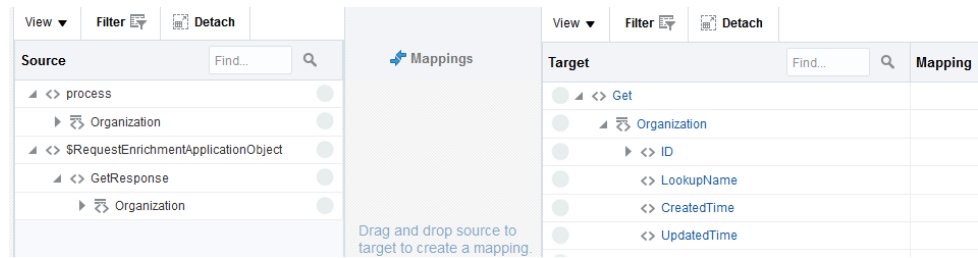 View ▼ Filter Detach
Source Find...
<> process
Organization
<> $RequestEnrichmentApplicationObject
<> GetResponse
Organization
Mappings
Drag and drop source to
target to create a mapping.
View ▼ Filter Detach
Target Find... Mapping
<> Get
Organization
<> ID
<> LookupName
<> CreatedTime
<> UpdatedTime